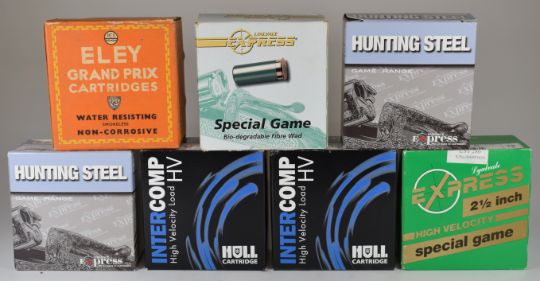 ELEY
GRAND PRIX
CARTRIDGES
WATER RESISTING
SMOKELESS
NON-CORROSIVE
EXPRESS
Special Game
Bio-degradable Fibre Wad
HUNTING STEEL
GAME RANGE
Express
HUNTING STEEL
GAME RANGE
Express
INTERCOMP
High Velocity Load HV
HULL
CARTRIDGE
INTERCOMP
High Velocity Load HV
HULL
CARTRIDGE
Lyndale
EXPRESS
2½ inch
HIGH VELOCITY
special game